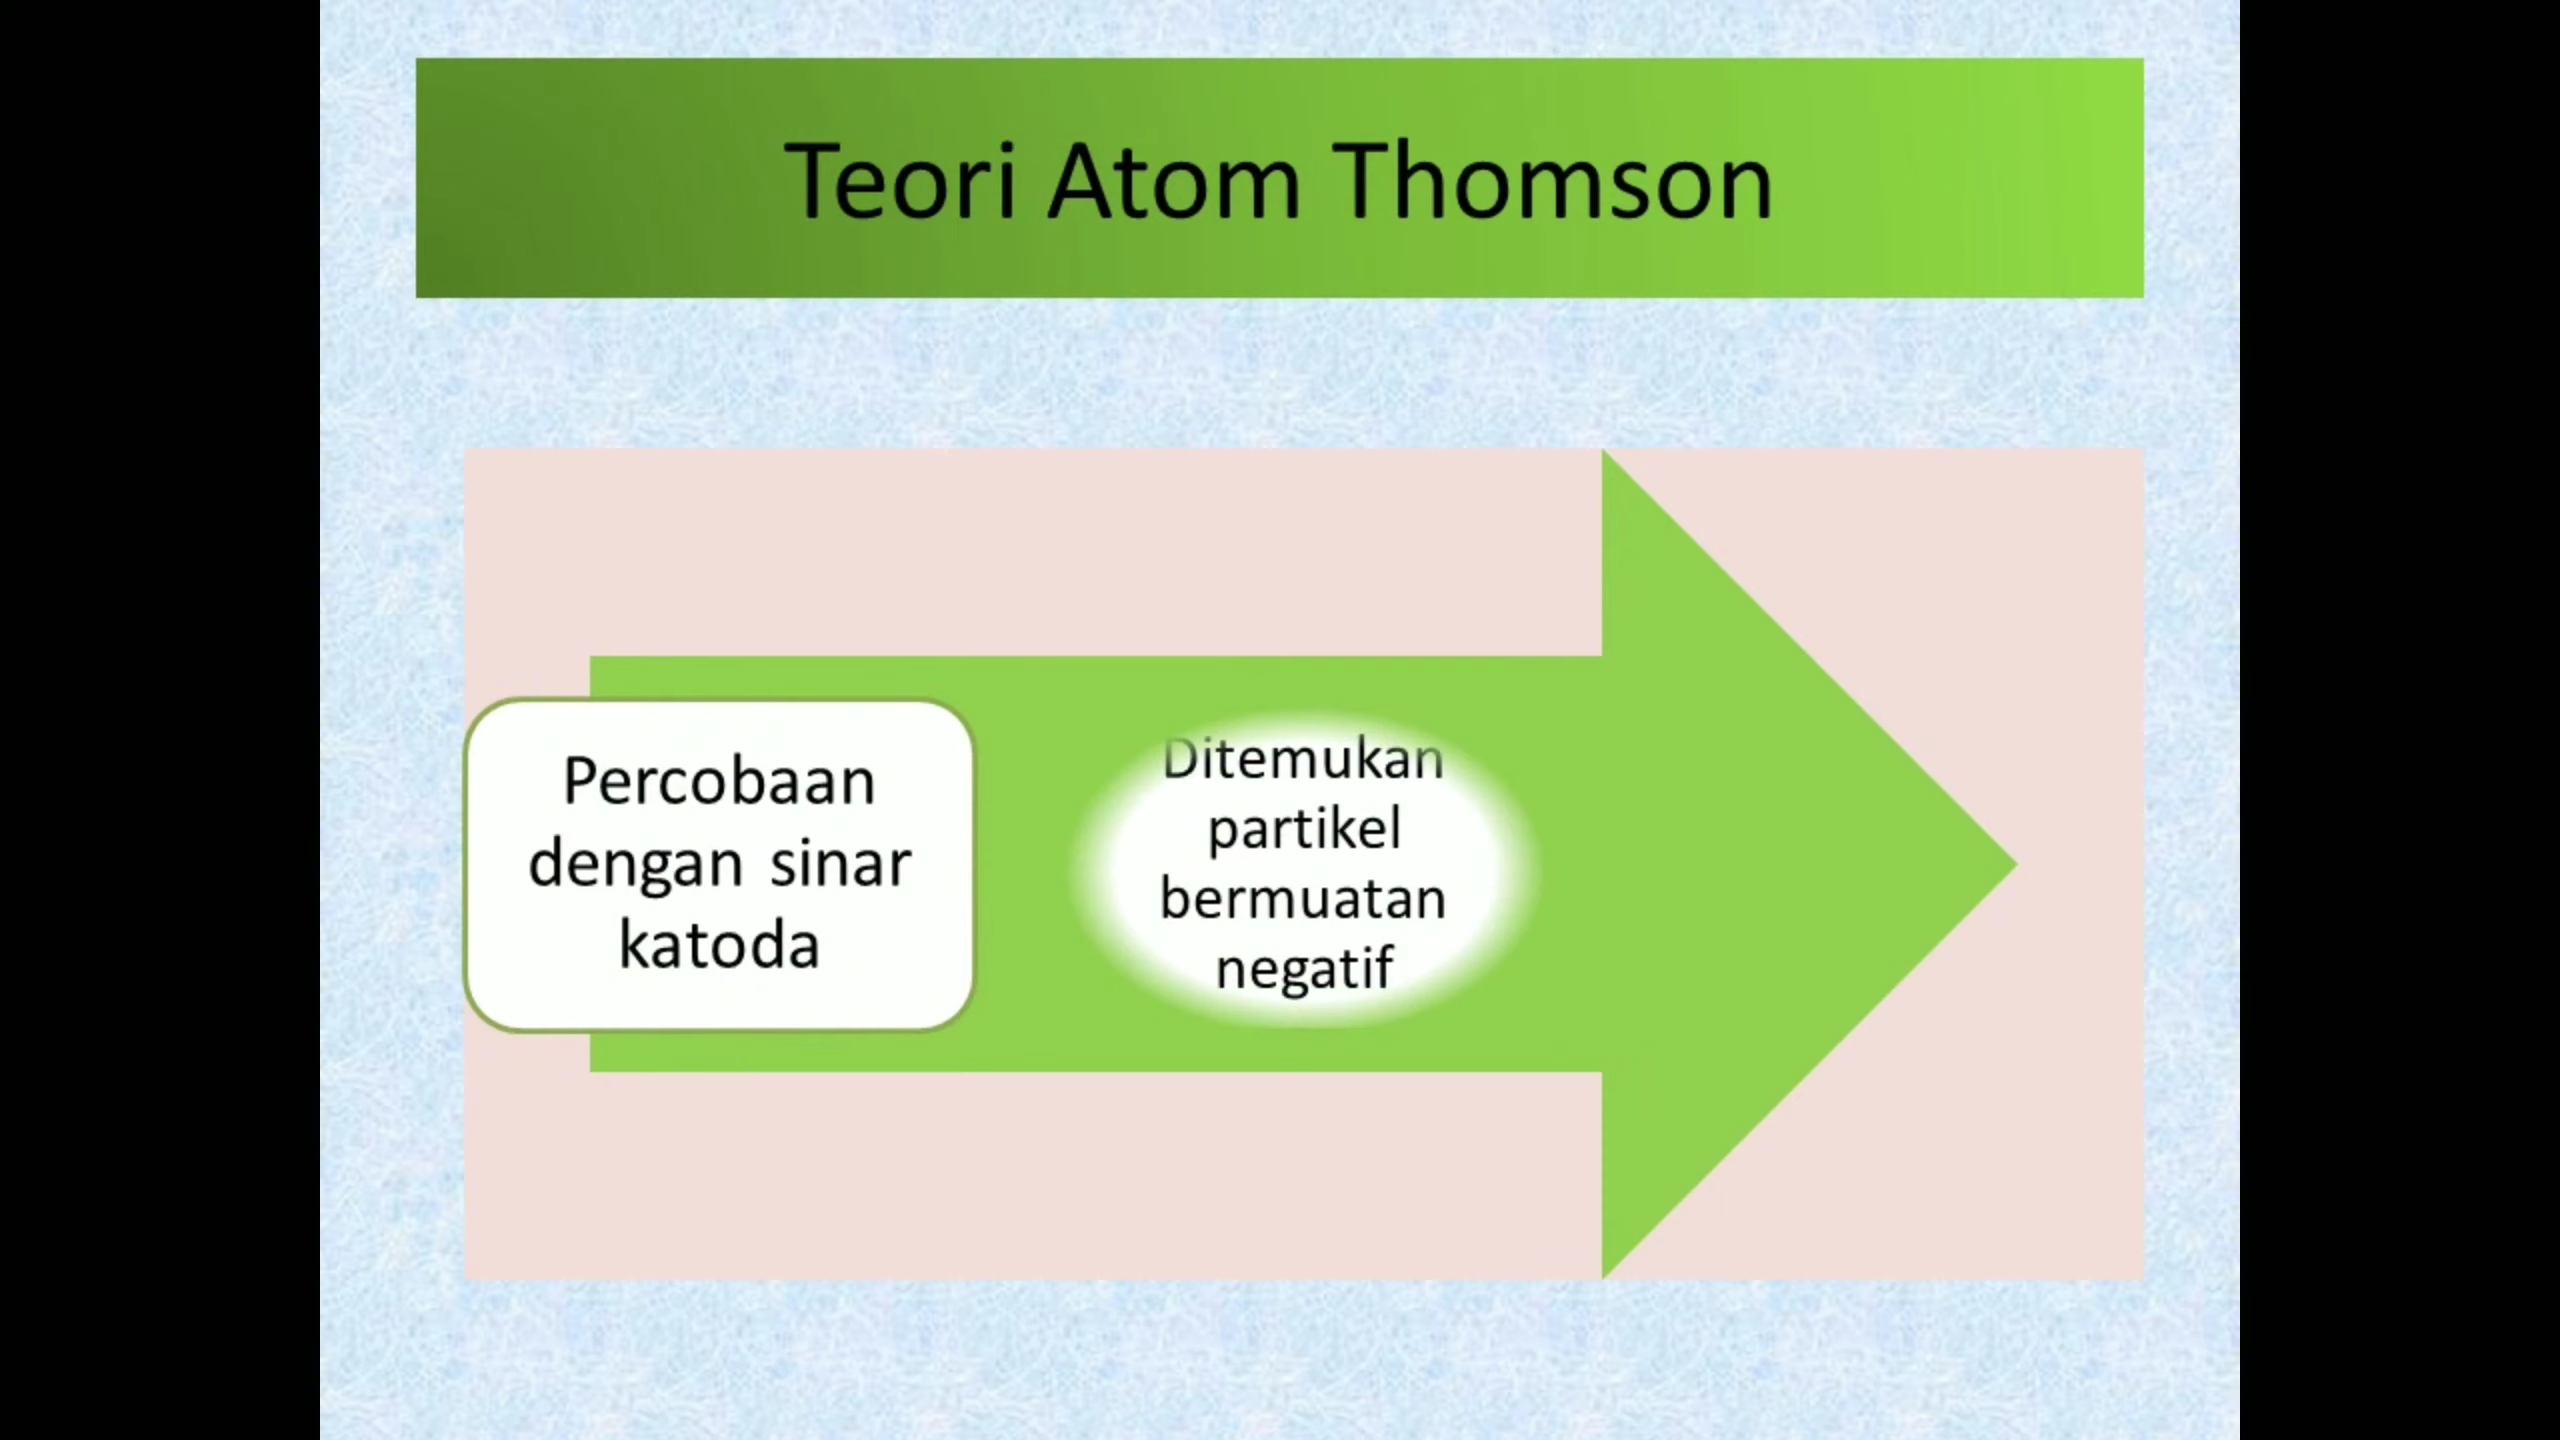 Teori Atom Thomson
Percobaan
dengan sinar
katoda
Ditemukan
partikel
bermuatan
negatif